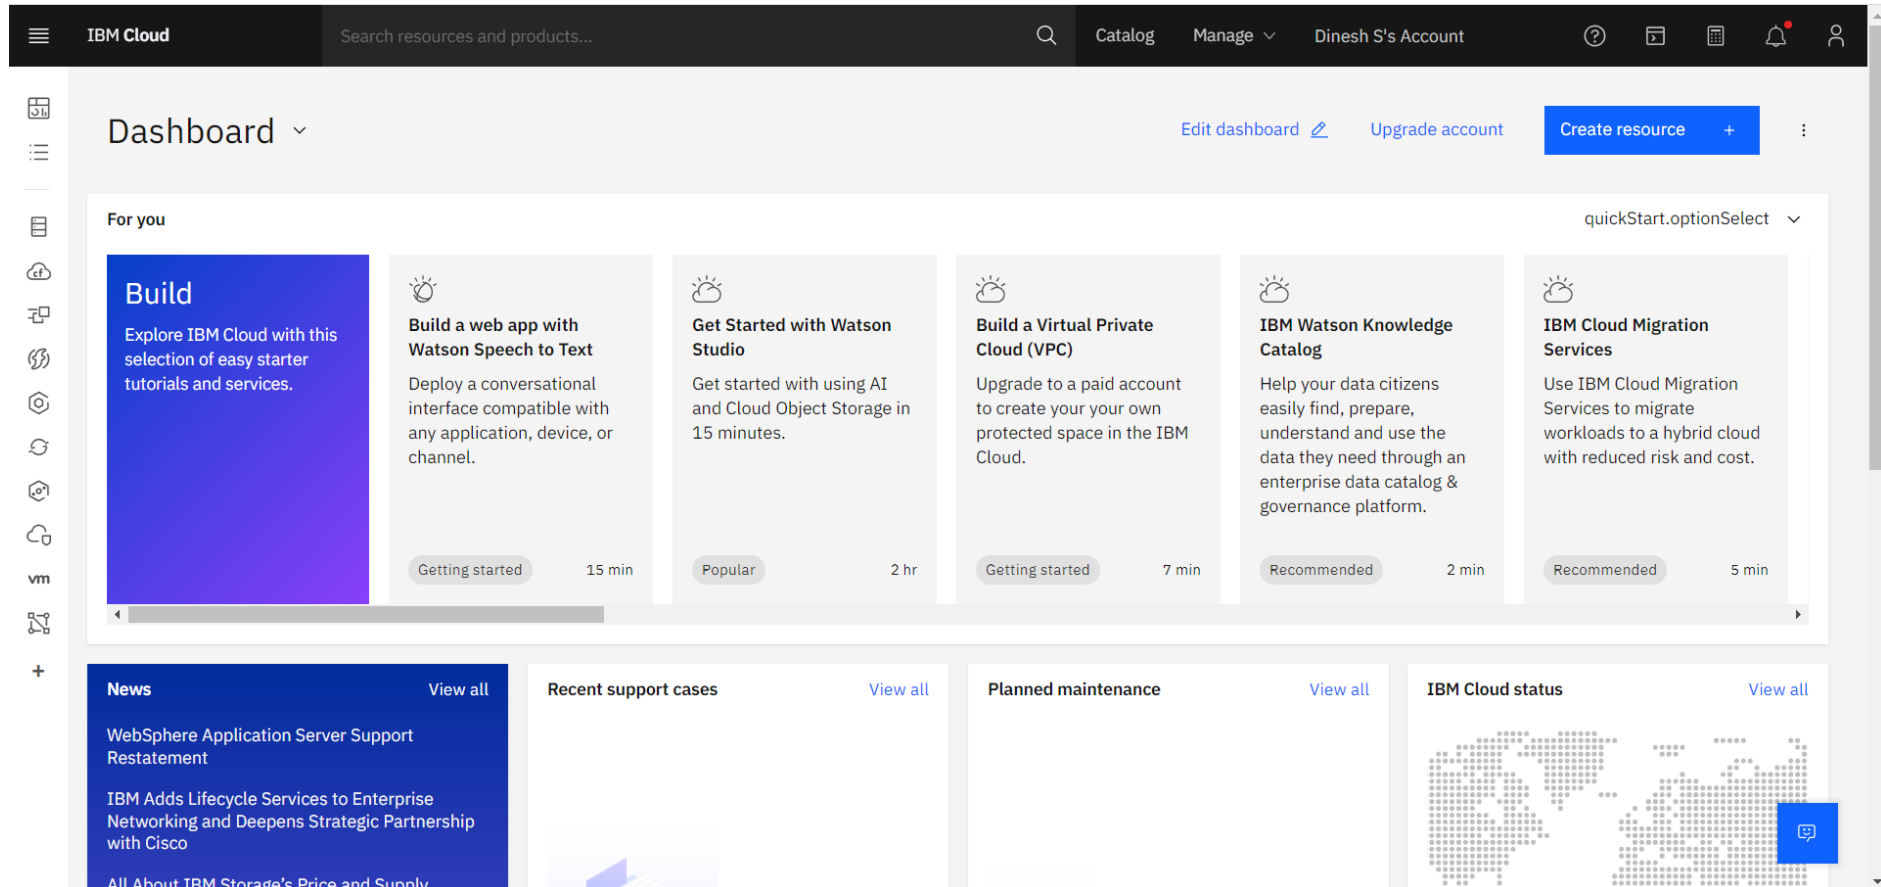 IBM Cloud
Search resources and products...
Catalog
Manage
Dinesh S's Account
Dashboard
Edit dashboard
Upgrade account
Create resource +
For you
quickStart.optionSelect
Build
Explore IBM Cloud with this
selection of easy starter
tutorials and services.
Build a web app with
Watson Speech to Text
Deploy a conversational
interface compatible with
any application, device, or
channel.
Getting started
15 min
Get Started with Watson
Studio
Get started with using AI
and Cloud Object Storage in
15 minutes.
Popular
2 hr
Build a Virtual Private
Cloud (VPC)
Upgrade to a paid account
to create your your own
protected space in the IBM
Cloud.
Getting started
7 min
IBM Watson Knowledge
Catalog
Help your data citizens
easily find, prepare,
understand and use the
data they need through an
enterprise data catalog &
governance platform.
Recommended
2 min
IBM Cloud Migration
Services
Use IBM Cloud Migration
Services to migrate
workloads to a hybrid cloud
with reduced risk and cost.
Recommended
5 min
cf
vm
News
View all
WebSphere Application Server Support
Restatement
IBM Adds Lifecycle Services to Enterprise
Networking and Deepens Strategic Partnership
with Cisco
All About IBM Storage's Price and Supply
Recent support cases
View all
Planned maintenance
View all
IBM Cloud status
View all